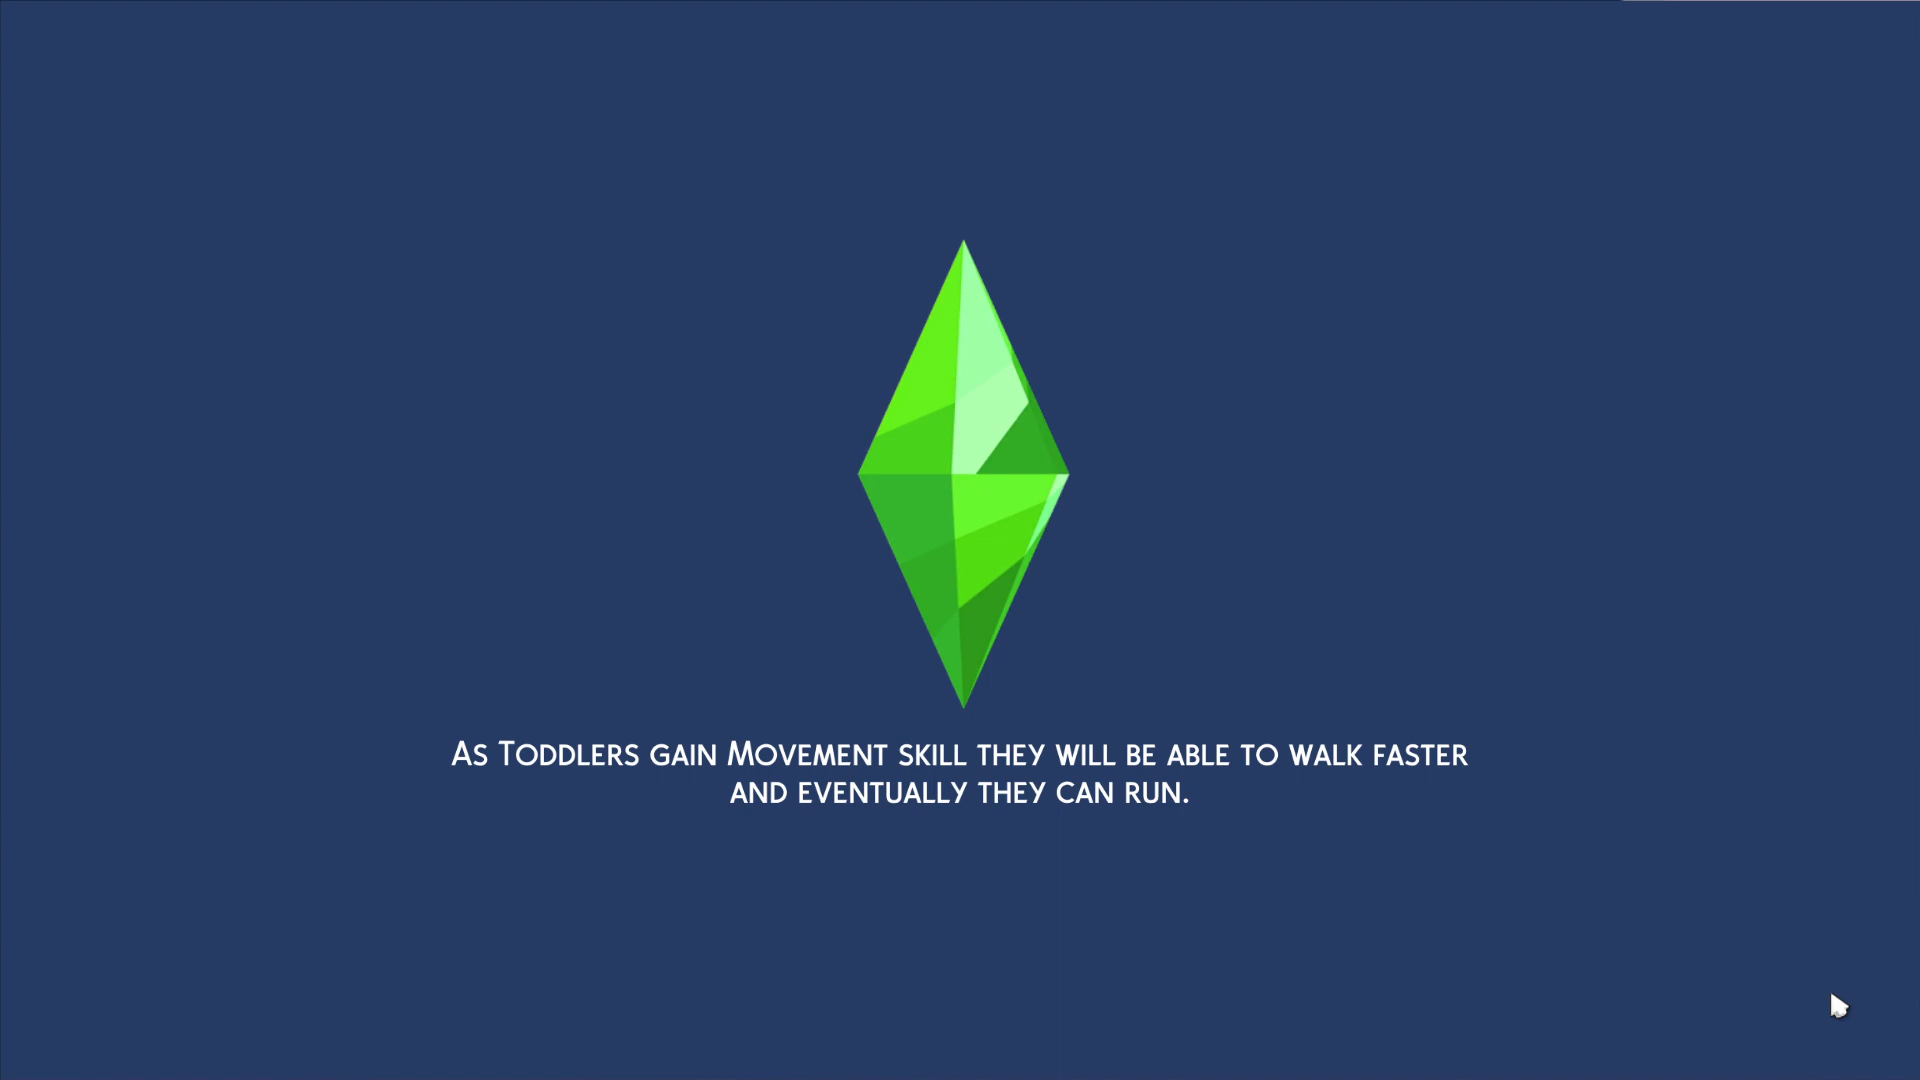 As Toddlers gain Movement skill they will be able to walk faster
and eventually they can run.